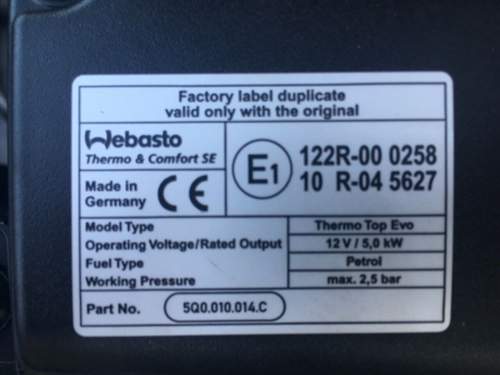 Factory label duplicate
valid only with the original
Webasto
Thermo & Comfort SE
E1
122R-00 0258
10 R-04 5627
Made in
Germany
CE
Model Type Thermo Top Evo
Operating Voltage/Rated Output 12 V / 5,0 kW
Fuel Type Petrol
Working Pressure max. 2,5 bar
Part No. 5Q0.010.014.C